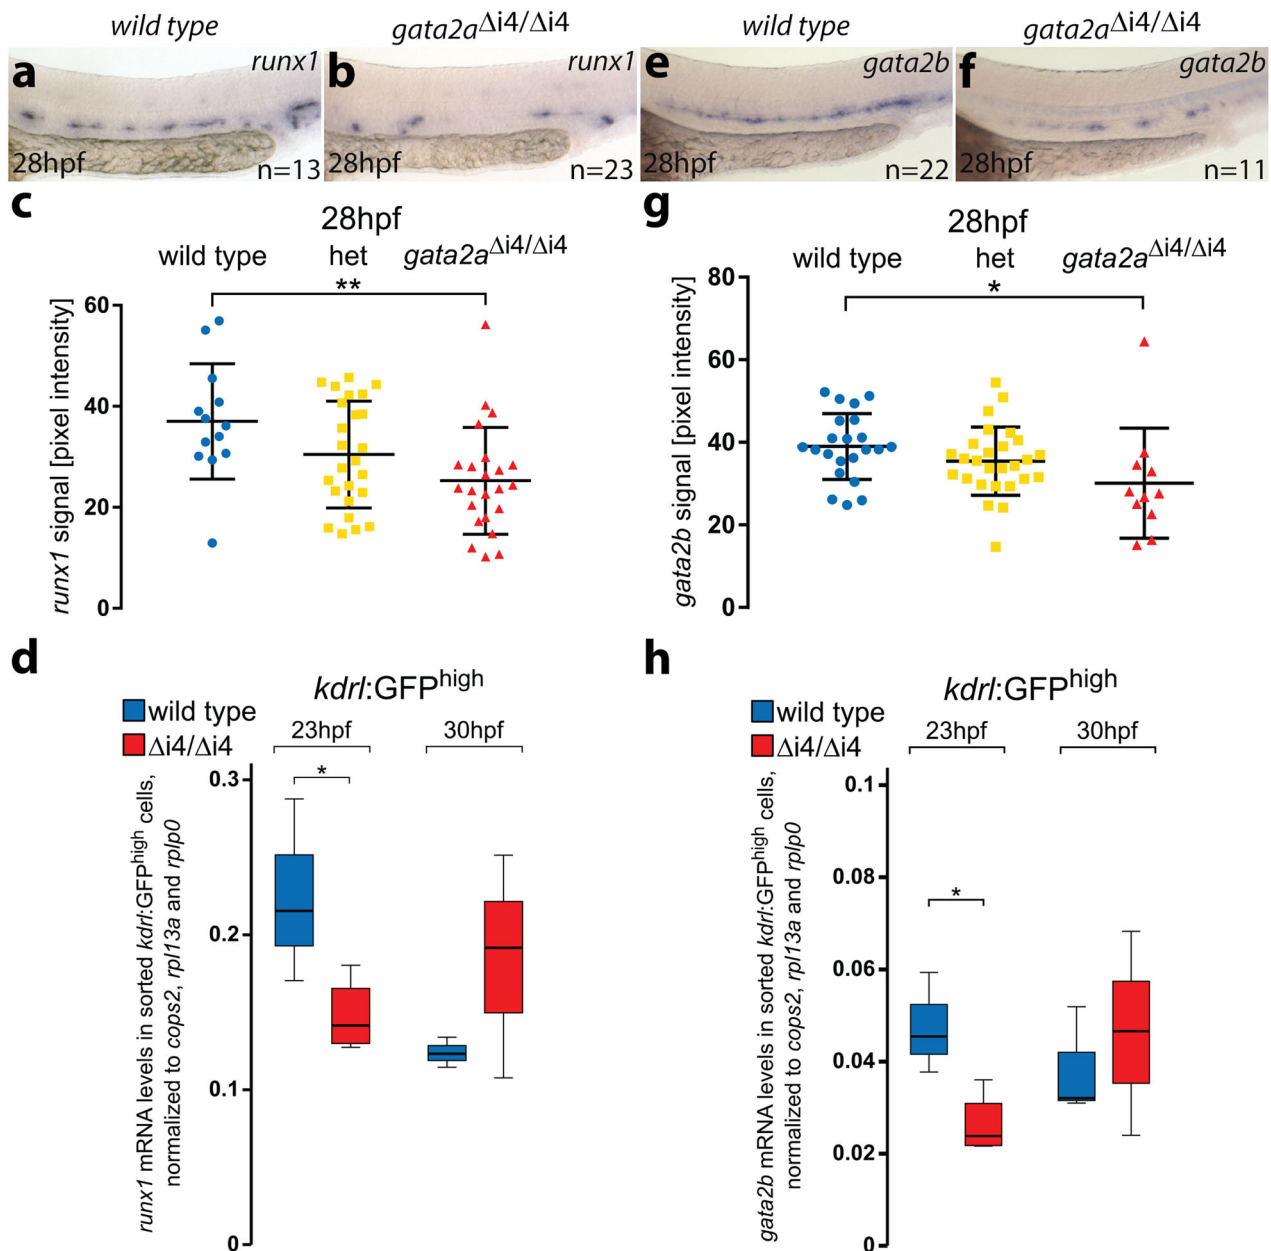 wild type
gata2aΔi4/Δi4
wild type
gata2aΔi4/Δi4
a
runx1
28hpf
n=13
b
runx1
28hpf
n=23
e
gata2b
28hpf
n=22
f
gata2b
28hpf
n=11
c
28hpf
wild type
het
gata2aΔi4/Δi4
**
runx1 signal [pixel intensity]
60
40
20
0
g
28hpf
wild type
het
gata2aΔi4/Δi4
*
gata2b signal [pixel intensity]
80
60
40
20
0
d
kdrl:GFPhigh
wild type
Δi4/Δi4
23hpf
30hpf
*
runx1 mRNA levels in sorted kdrl:GFPhigh cells,
normalized to cops2, rpl13a and rplp0
0.3
0.2
0.1
0
h
kdrl:GFPhigh
wild type
Δi4/Δi4
23hpf
30hpf
*
gata2b mRNA levels in sorted kdrl:GFPhigh cells,
normalized to cops2, rpl13a and rplp0
0.1
0.08
0.06
0.04
0.02
0